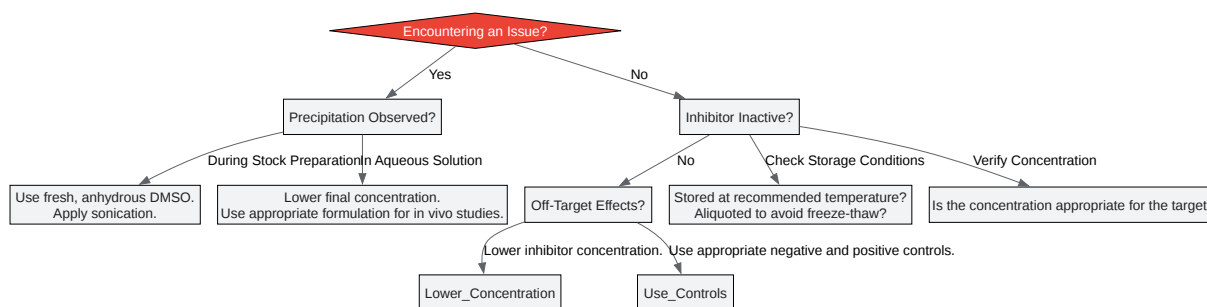 Encountering an Issue?
Yes
No
Precipitation Observed?
Inhibitor Inactive?
During Stock Preparation
In Aqueous Solution
No
Check Storage Conditions
Verify Concentration
Use fresh, anhydrous DMSO.
Apply sonication.
Lower final concentration.
Use appropriate formulation for in vivo studies.
Off-Target Effects?
Stored at recommended temperature?
Aliquoted to avoid freeze-thaw?
Is the concentration appropriate for the target
Lower inhibitor concentration.
Use appropriate negative and positive controls.
Lower_Concentration
Use_Controls